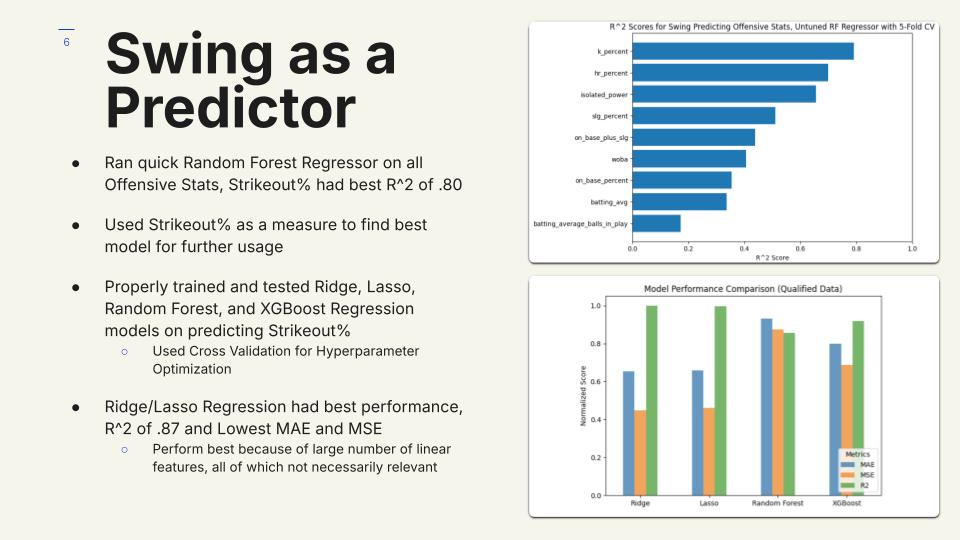 6
Swing as a
Predictor
● Ran quick Random Forest Regressor on all
Offensive Stats, Strikeout% had best R^2 of .80
● Used Strikeout% as a measure to find best
model for further usage
● Properly trained and tested Ridge, Lasso,
Random Forest, and XGBoost Regression
models on predicting Strikeout%
○ Used Cross Validation for Hyperparameter
Optimization
● Ridge/Lasso Regression had best performance,
R^2 of .87 and Lowest MAE and MSE
○ Perform best because of large number of linear
features, all of which not necessarily relevant
R^2 Scores for Swing Predicting Offensive Stats, Untuned RF Regressor with 5-Fold CV
k_percent
hr_percent
isolated_power
slg_percent
on_base_plus_slg
woba
on_base_percent
batting_avg
batting_average_balls_in_play
0.0 0.2 0.4 0.6 0.8 1.0
R^2 Score
Model Performance Comparison (Qualified Data)
Normalized Score
1.0
0.8
0.6
0.4
0.2
0.0
Metrics
MAE
MSE
R2
Ridge Lasso Random Forest XGBoost